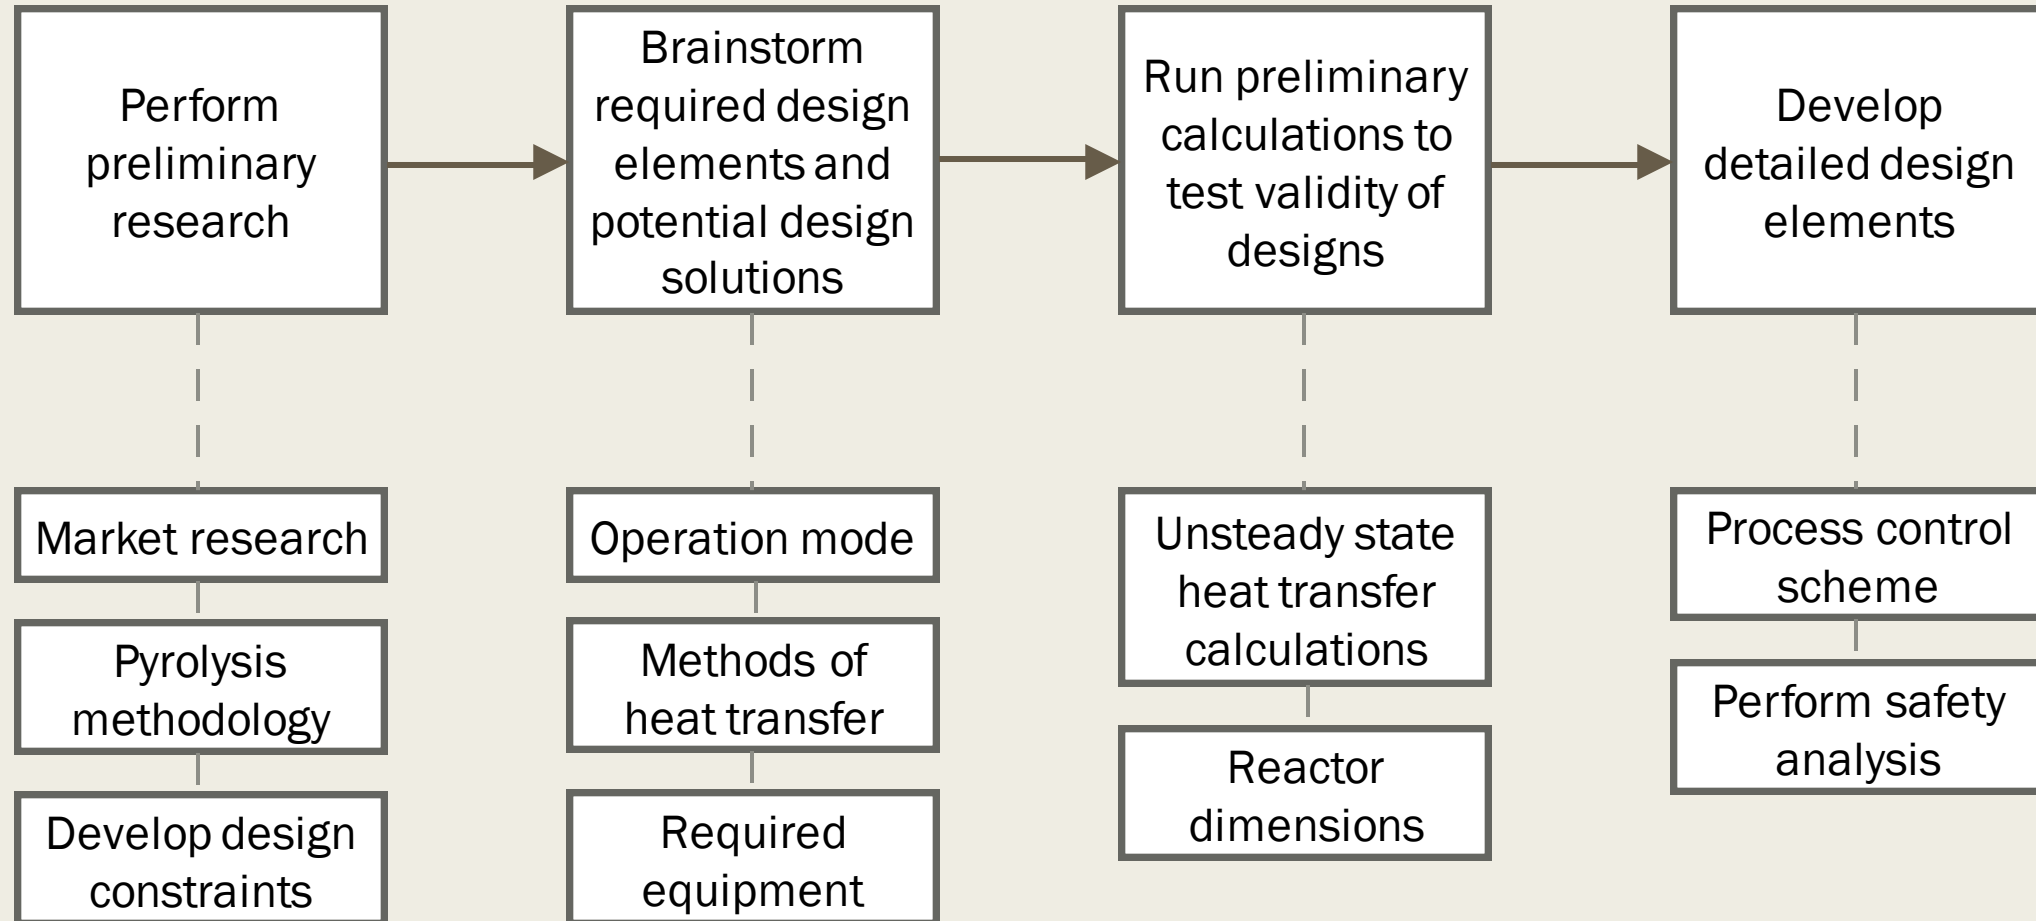 Perform
preliminary
research
Brainstorm
required design
elements and
potential design
solutions
Run preliminary
calculations to
test validity of
designs
Develop
detailed design
elements
Market research
Pyrolysis
methodology
Develop design
constraints
Operation mode
Methods of
heat transfer
Required
equipment
Unsteady state
heat transfer
calculations
Reactor
dimensions
Process control
scheme
Perform safety
analysis